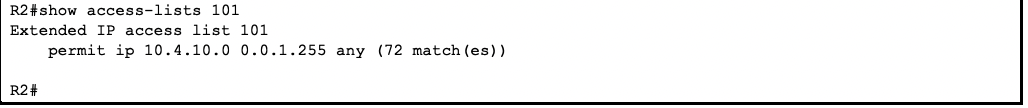 R2#show access-lists 101
Extended IP access list 101
    permit ip 10.4.10.0 0.0.1.255 any (72 match(es))
R2#